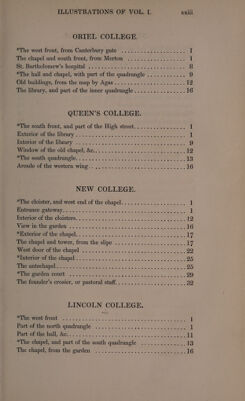 ILLUSTRATIONS OF VOL. I. xxiii
ORIEL COLLEGE.
*The west front, from Canterbury gate ..................... 1
The chapel and south front, from Merton ................. 1
St. Bartholomew's hospital ..................... 8
*The hall and chapel, with part of the quadrangle .......... 9
Old buildings, from the map by Agas ..................... 12
The library, and part of the inner quadrangle ............... 16
QUEEN'S COLLEGE.
*The south front, and part of the High street................. 1
Exterior of the library ..................... 1
Interior of the library ..................... 9
Window of the old chapel, &c. ..................... 12
*The south quadrangle..................... 13
Arcade of the western wing ..................... 16
NEW COLLEGE.
*The cloister, and west end of the chapel..................... 1
Entrance gateway..................... 1
Interior of the cloisters..................... 12
View in the garden ..................... 16
*Exterior of the chapel..................... 17
The chapel and tower, from the slipe ..................... 17
West door of the chapel ..................... 22
*Interior of the chapel..................... 25
The antechapel..................... 25
*The garden court ..................... 29
The founder's crosier, or pastoral staff..................... 32
LINCOLN COLLEGE.
*The west front ..................... 1
Part of the north quadrangle ..................... 1
Part of the hall, &c. ..................... 11
*The chapel, and part of the south quadrangle ............. 13
The chapel, from the garden ..................... 16